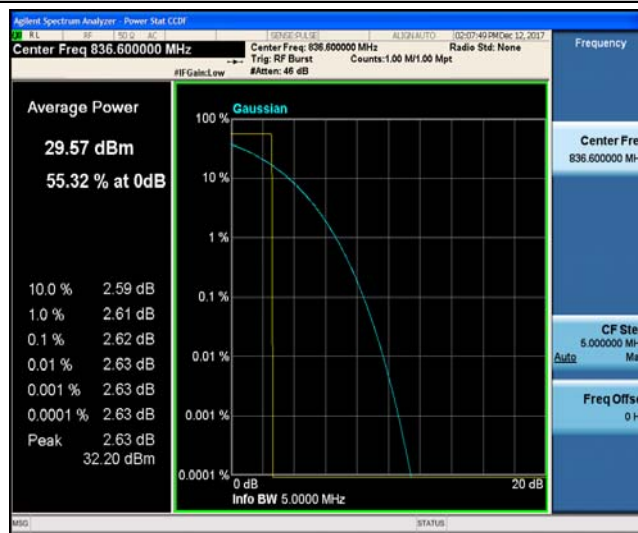 Agilent Spectrum Analyzer - Power Stat CCDF
RL RF 50 Ω AC SENSE:PULSE ALIGN AUTO 02:07:49 PM Dec 12, 2017
Center Freq 836.600000 MHz
Center Freq: 836.600000 MHz Radio Std: None
Trig: RF Burst Counts:1.00 M/1.00 Mpt
#IFGain:Low #Atten: 46 dB
Frequency
Average Power
29.57 dBm
55.32 % at 0dB
10.0 % 2.59 dB
1.0 % 2.61 dB
0.1 % 2.62 dB
0.01 % 2.63 dB
0.001 % 2.63 dB
0.0001 % 2.63 dB
Peak 2.63 dB
32.20 dBm
Gaussian
100 %
10 %
1 %
0.1 %
0.01 %
0.001 %
0.0001 %
0 dB 20 dB
Info BW 5.0000 MHz
Center Fre
836.600000 MH
CF Ste
5.000000 MH
Auto Ma
Freq Offse
0 H
MSG STATUS